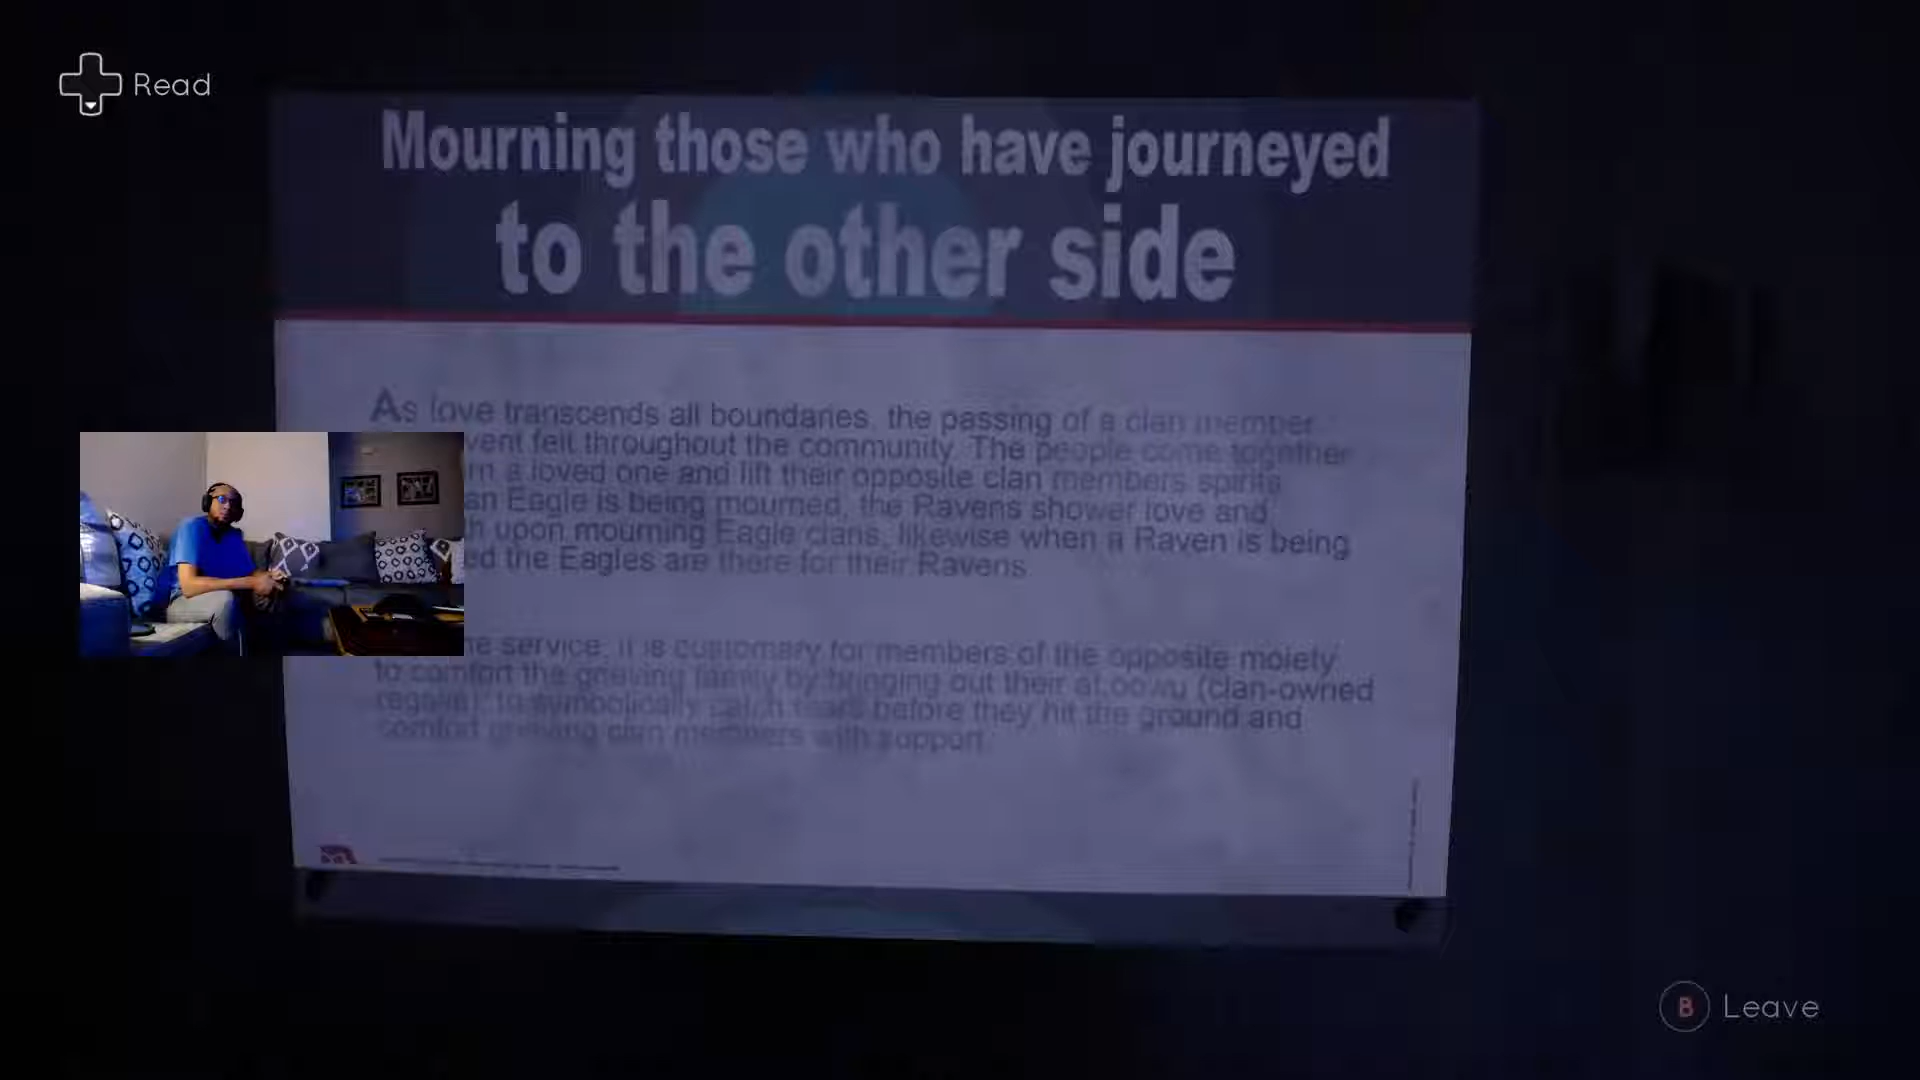 Read
Mourning those who have journeyed
to the other side
As love transcends all boundaries, the passing of a clan member
vent felt throughout the community. The people come together
n a loved one and lift their opposite clan members spirits
an Eagle is being mourned, the Ravens shower love and
h upon mourning Eagle clans, likewise when a Raven is being
ed the Eagles are there for their Ravens
e service, it is customary for members of the opposite moiety
to comfort the grieving family by bringing out their at.oowu (clan-owned
regalia) to symbolically catch tears before they hit the ground and
comfort grieving clan members with support.
B Leave